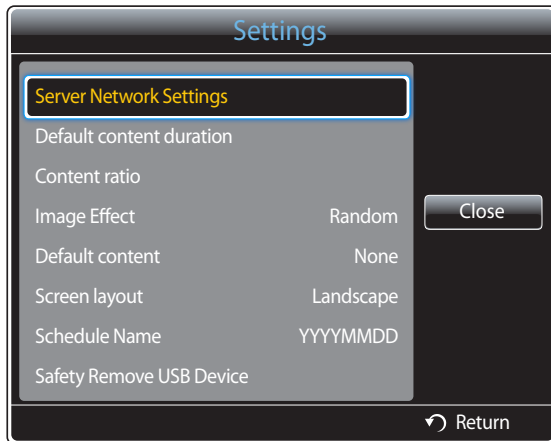 Settings
Server Network Settings
Default content duration
Content ratio
Image Effect Random
Close
Default content None
Screen layout Landscape
Schedule Name YYYYMMDD
Safety Remove USB Device
Return